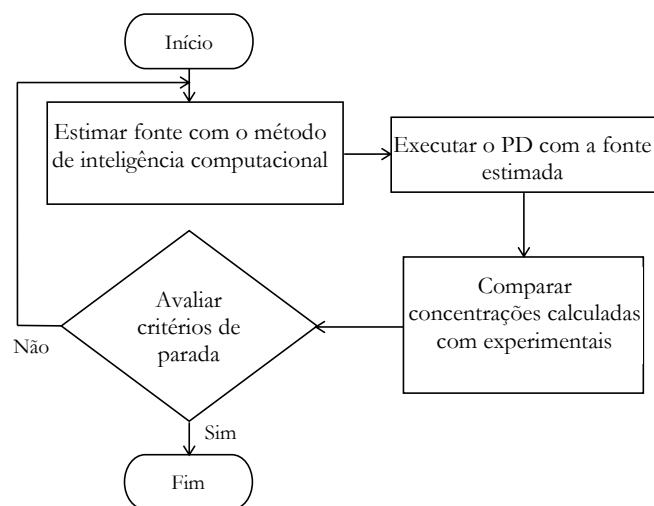 Início
Estimar fonte com o método
de inteligência computacional
Executar o PD com a fonte
estimada
Comparar
concentrações calculadas
com experimentais
Avaliar
critérios de
parada
Não
Sim
Fim